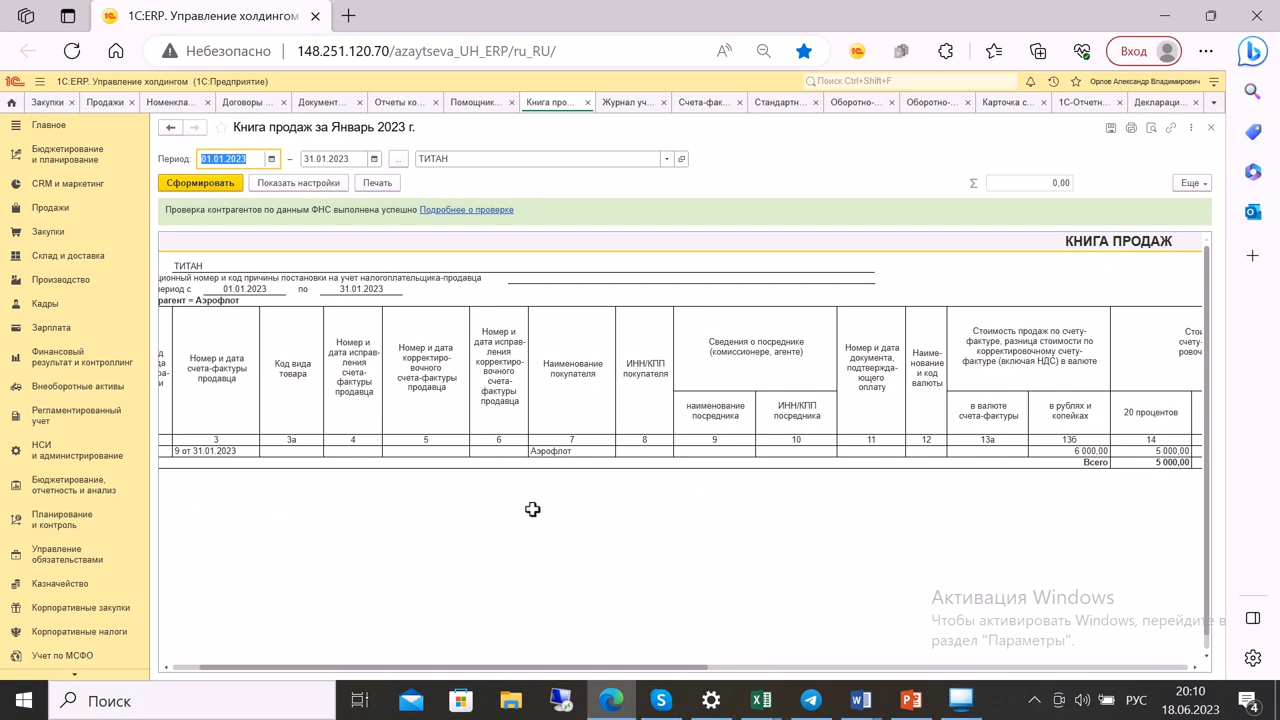 1C:ERP. Управление холдингом
Небезопасно
148.251.120.70/azaytseva_UH_ERP/ru_RU/
Вход
1C:ERP. Управление холдингом (1С:Предприятие)
Поиск Ctrl+Shift+F
Орлов Александр Владимирович
Закупки
Продажи
Номенкла...
Договоры ...
Документ...
Отчеты ко...
Помощник...
Книга про...
Журнал уч...
Счета-фак...
Стандартн...
Оборотно-...
Оборотно-...
Карточка с...
1С-Отчетн...
Деклараци...
Главное
Бюджетирование
и планирование
CRM и маркетинг
Продажи
Закупки
Склад и доставка
Производство
Кадры
Зарплата
Финансовый
результат и контроллинг
Внеоборотные активы
Регламентированный
учет
НСИ
и администрирование
Бюджетирование,
отчетность и анализ
Планирование
и контроль
Управление
обязательствами
Казначейство
Корпоративные закупки
Корпоративные налоги
Учет по МСФО
Книга продаж за Январь 2023 г.
Период:
01.01.2023
–
31.01.2023
...
ТИТАН
Сформировать
Показать настройки
Печать
Σ
0,00
Еще
Проверка контрагентов по данным ФНС выполнена успешно Подробнее о проверке
КНИГА ПРОДАЖ
ТИТАН
ционный номер и код причины постановки на учет налогоплательщика-продавца
период с 01.01.2023 по 31.01.2023
рагент = Аэрофлот
Номер и дата
счета-фактуры
продавца
Код вида
товара
Номер и
дата исправ-
ления
счета-
фактуры
продавца
Номер и дата
корректиро-
вочного
счета-фактуры
продавца
Номер и
дата исправ-
ления
корректиро-
вочного
счета-
фактуры
продавца
Наименование
покупателя
ИНН/КПП
покупателя
Сведения о посреднике
(комиссионере, агенте)
наименование
посредника
ИНН/КПП
посредника
Номер и дата
документа,
подтвержда-
ющего
оплату
Наиме-
нование
и код
валюты
Стоимость продаж по счету-
фактуре, разница стоимости по
корректировочному счету-
фактуре (включая НДС) в валюте
в валюте
счета-фактуры
в рублях и
копейках
20 процентов
3 3а 4 5 6 7 8 9 10 11 12 13а 13б 14
9 от 31.01.2023 Аэрофлот 6 000,00 5 000,00
Всего 5 000,00
Активация Windows
Чтобы активировать Windows, перейдите в
раздел "Параметры".
Поиск
РУС
20:10
18.06.2023
4